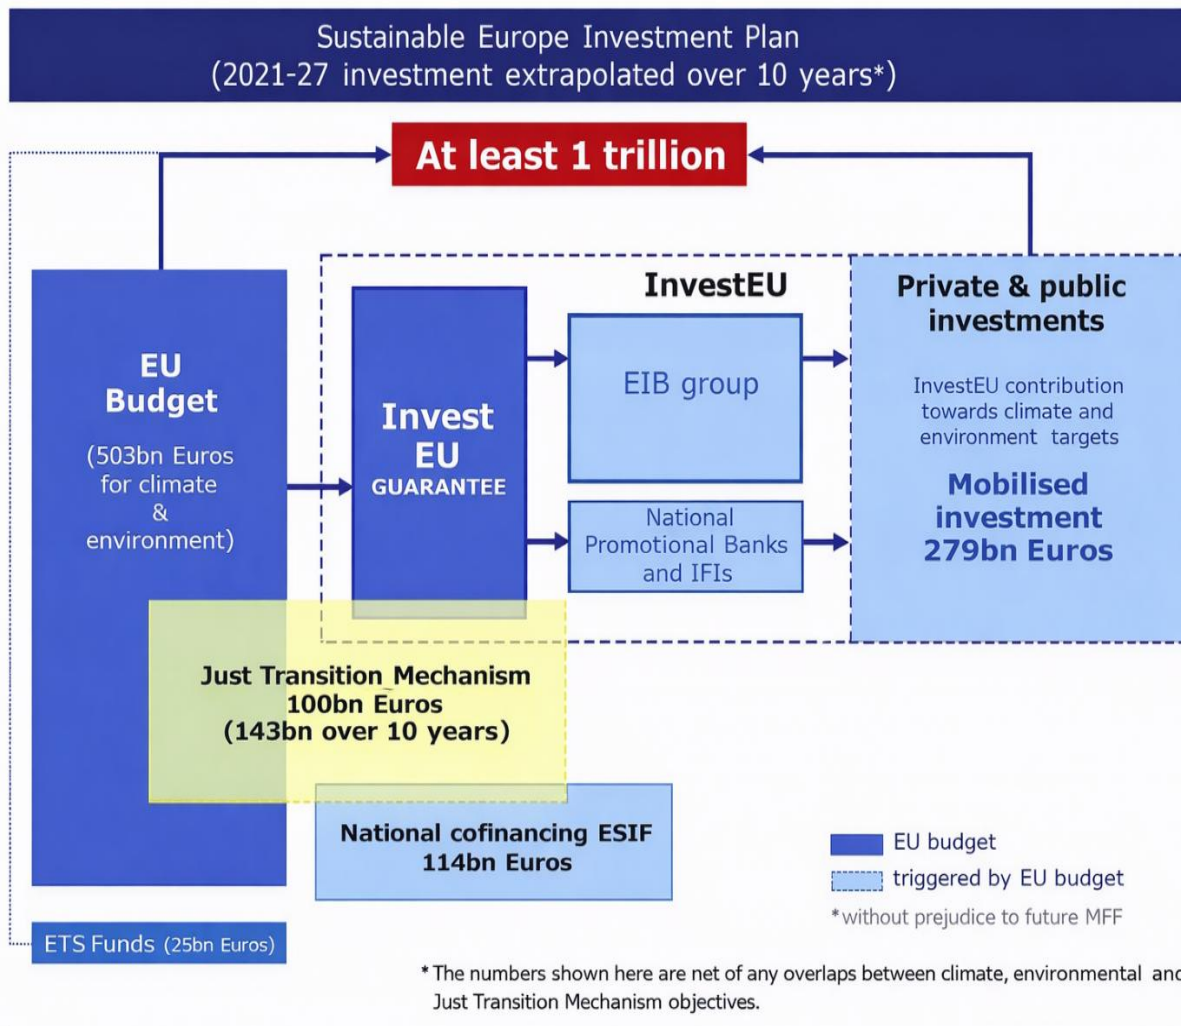 Sustainable Europe Investment Plan
(2021-27 investment extrapolated over 10 years*)
At least 1 trillion
EU
Budget
(503bn Euros
for climate
&
environment)
Invest
EU
GUARANTEE
InvestEU
EIB group
National
Promotional Banks
and IFIs
Private & public
investments
InvestEU contribution
towards climate and
environment targets
Mobilised
investment
279bn Euros
Just Transition Mechanism
100bn Euros
(143bn over 10 years)
National cofinancing ESIF
114bn Euros
ETS Funds (25bn Euros)
EU budget
triggered by EU budget
*without prejudice to future MFF
* The numbers shown here are net of any overlaps between climate, environmental and
Just Transition Mechanism objectives.